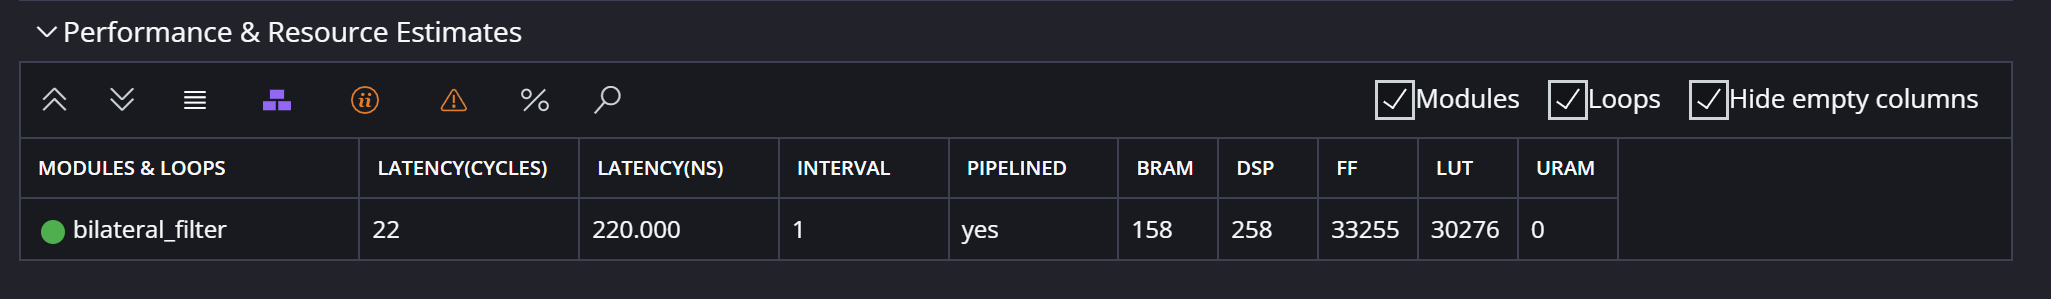 Performance & Resource Estimates
% Modules Loops Hide empty columns
MODULES & LOOPS LATENCY(CYCLES) LATENCY(NS) INTERVAL PIPELINED BRAM DSP FF LUT URAM
bilateral_filter 22 220.000 1 yes 158 258 33255 30276 0